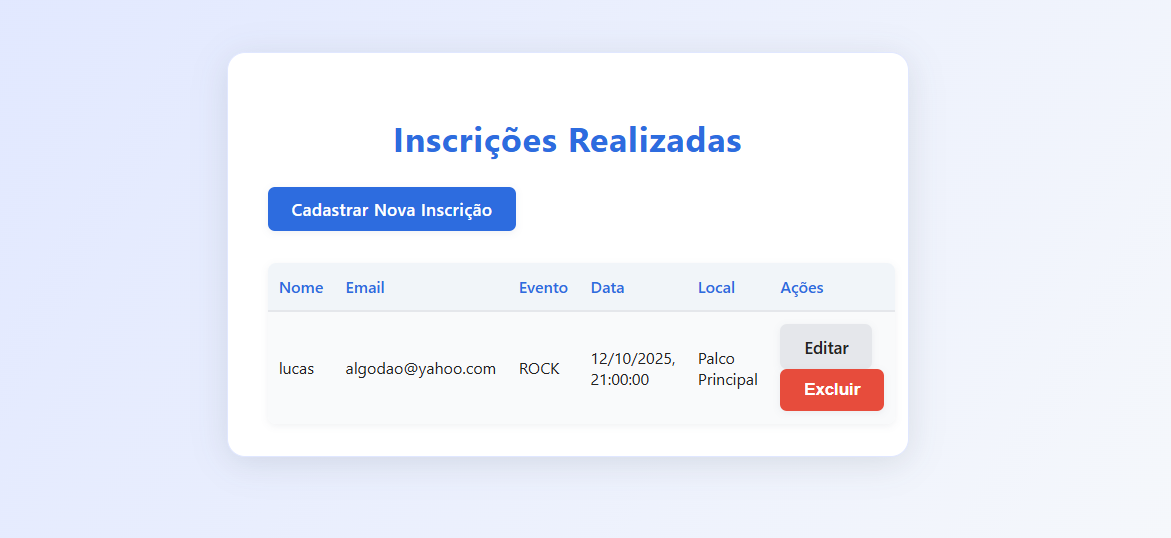 Inscrições Realizadas
Cadastrar Nova Inscrição
Nome Email Evento Data Local Ações
lucas algodao@yahoo.com ROCK 12/10/2025, 21:00:00 Palco Principal
Editar
Excluir